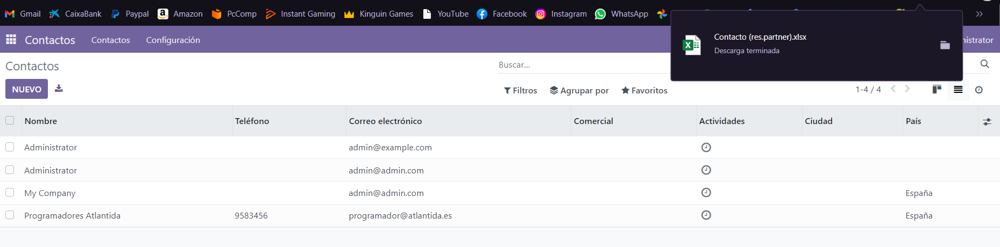 Gmail CaixaBank Paypal Amazon PcComp Instant Gaming Kinguin Games YouTube Facebook Instagram WhatsApp
Contactos Contactos Configuración
Contacto (res.partner).xlsx
Descarga terminada
nistrator
Contactos
Buscar...
NUEVO
Filtros Agrupar por Favoritos 1-4 / 4
Nombre Teléfono Correo electrónico Comercial Actividades Ciudad País
Administrator admin@example.com
Administrator admin@admin.com
My Company admin@admin.com España
Programadores Atlantida 9583456 programador@atlantida.es España